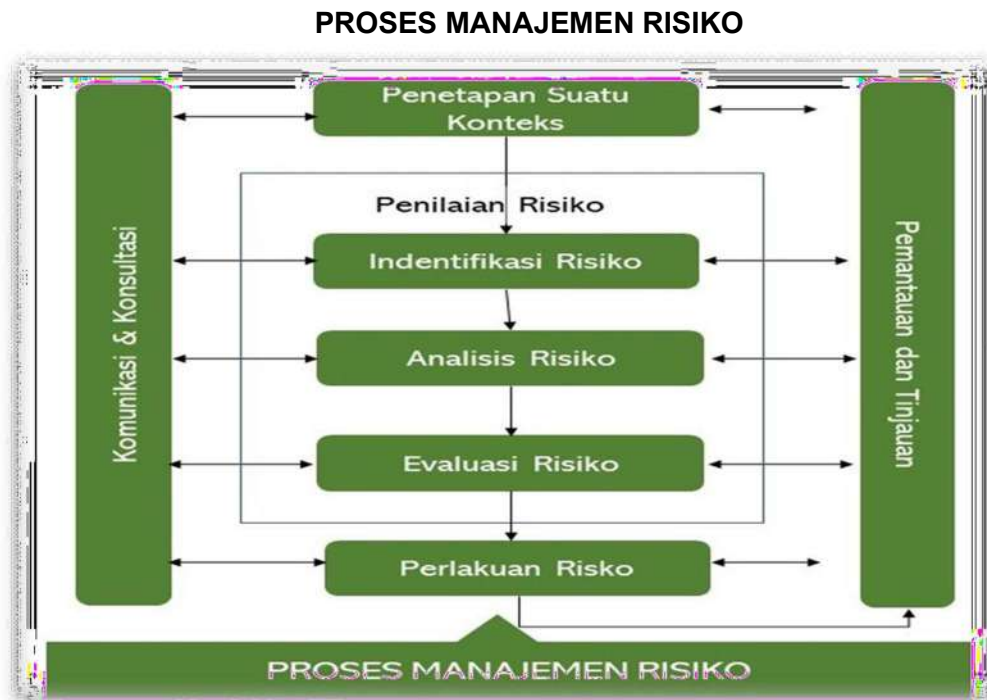 PROSES MANAJEMEN RISIKO
Penetapan Suatu
Konteks
Penilaian Risiko
Indentifikasi Risiko
Analisis Risiko
Evaluasi Risiko
Perlakuan Risko
Komunikasi & Konsultasi
Pemantauan dan Tinjauan
PROSES MANAJEMEN RISIKO